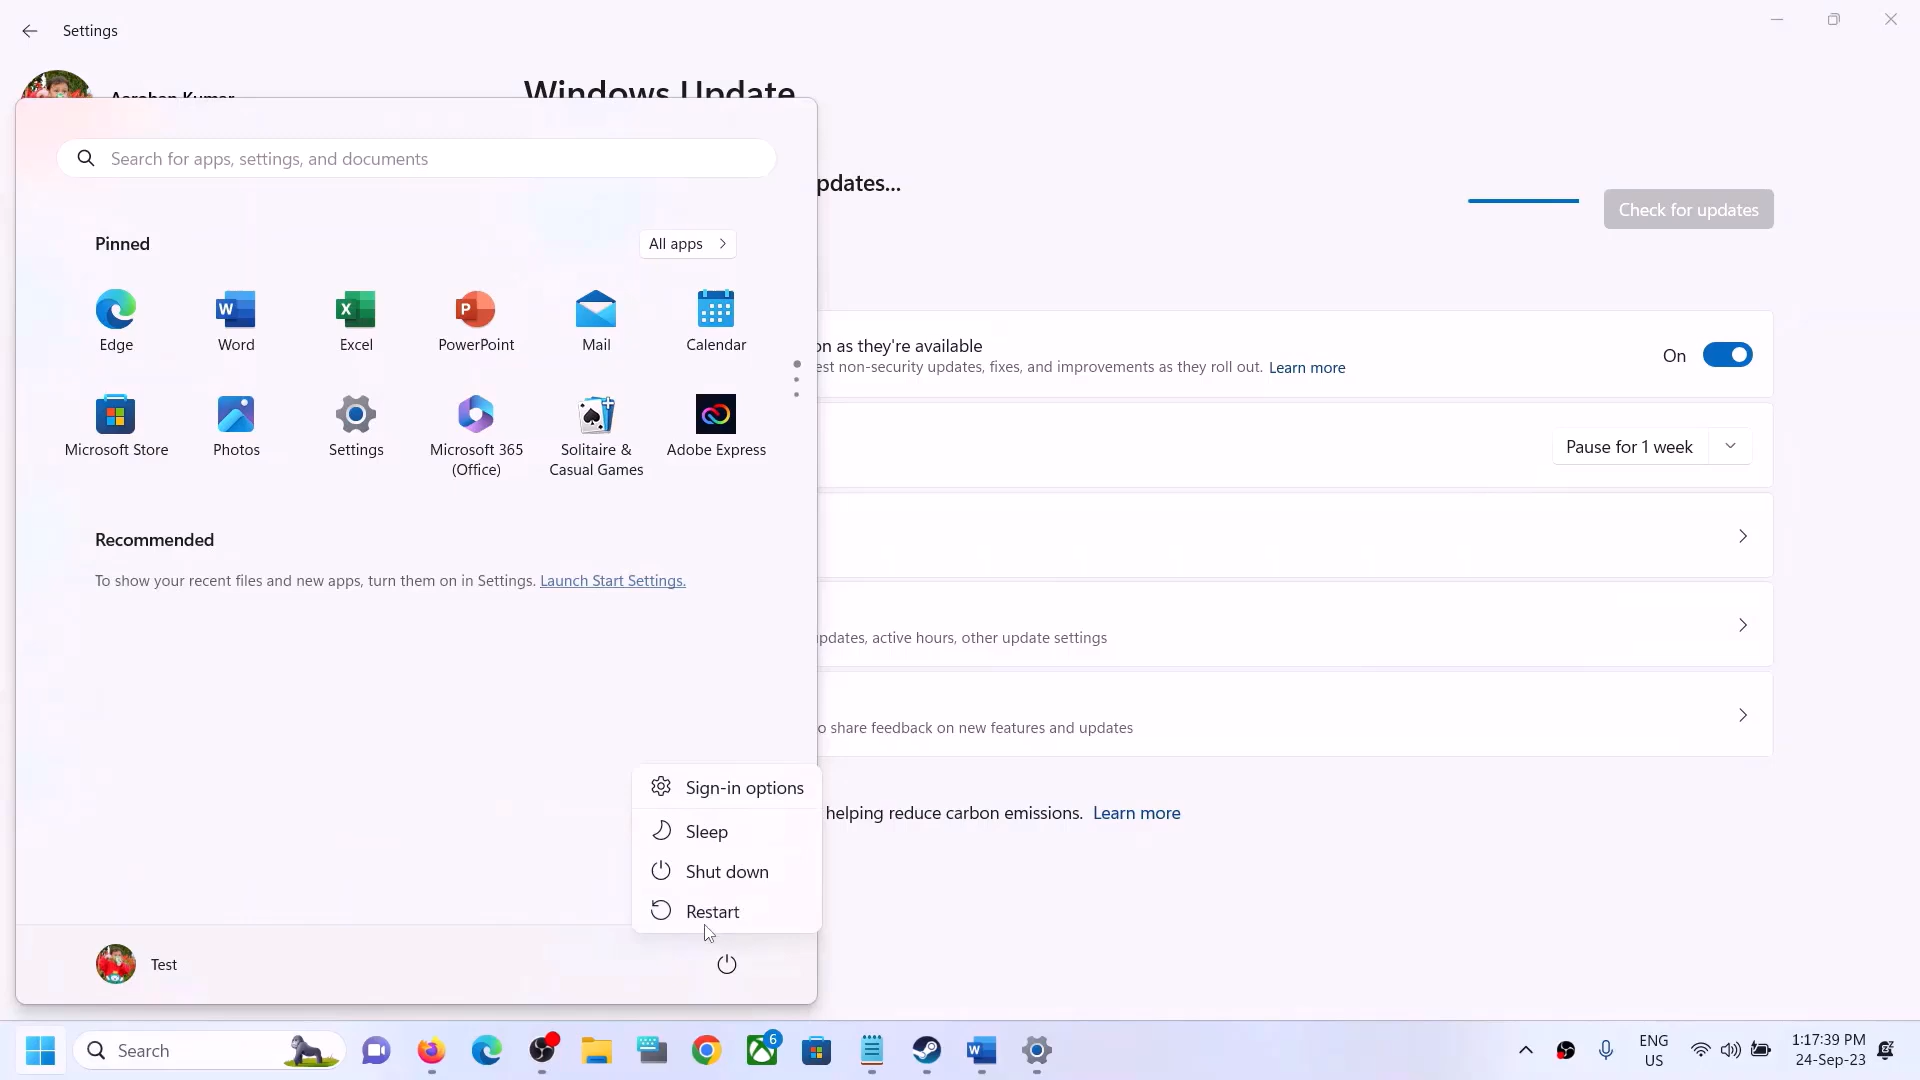 Settings
Windows Update
Search for apps, settings, and documents
pdates...
Check for updates
Pinned
All apps
Edge
Word
Excel
PowerPoint
Mail
Calendar
on as they're available
est non-security updates, fixes, and improvements as they roll out. Learn more
On
Microsoft Store
Photos
Settings
Microsoft 365
(Office)
Solitaire &
Casual Games
Adobe Express
Pause for 1 week
Recommended
To show your recent files and new apps, turn them on in Settings. Launch Start Settings.
updates, active hours, other update settings
o share feedback on new features and updates
Sign-in options
Sleep
Shut down
Restart
helping reduce carbon emissions. Learn more
Test
Search
6
ENG
US
1:17:39 PM
24-Sep-23